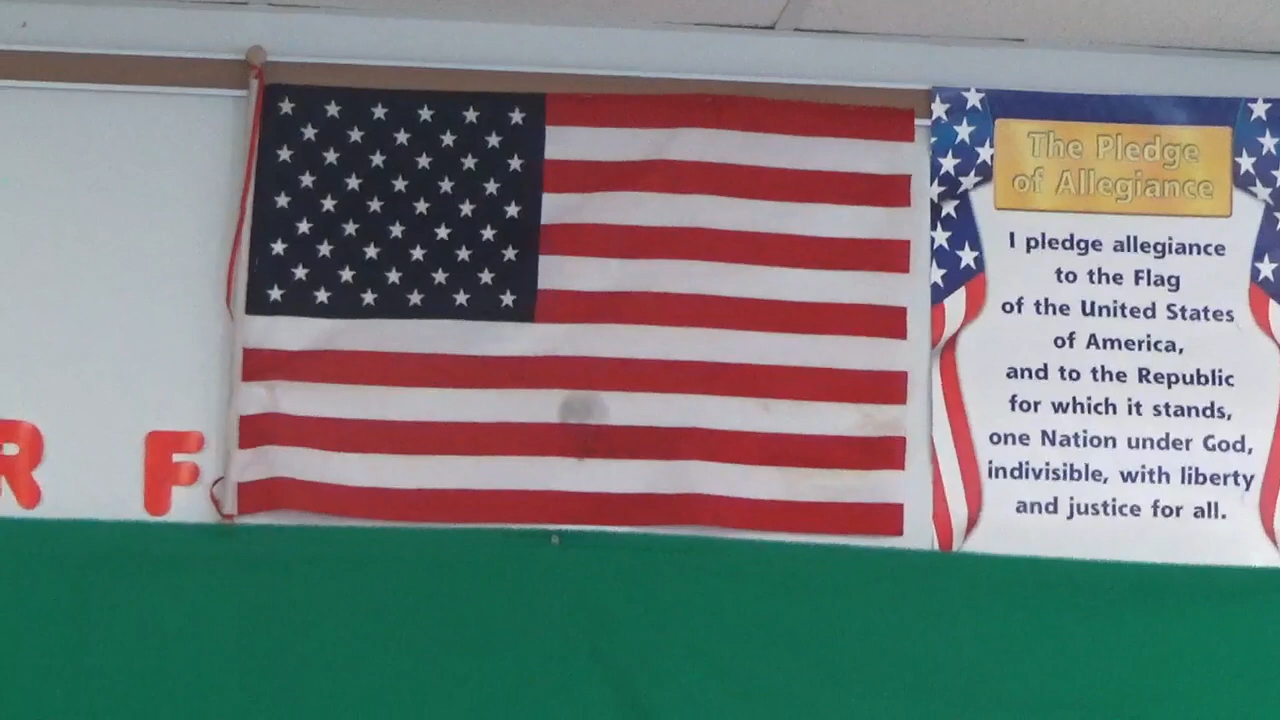 R F
The Pledge
of Allegiance
I pledge allegiance
to the Flag
of the United States
of America,
and to the Republic
for which it stands,
one Nation under God,
indivisible, with liberty
and justice for all.